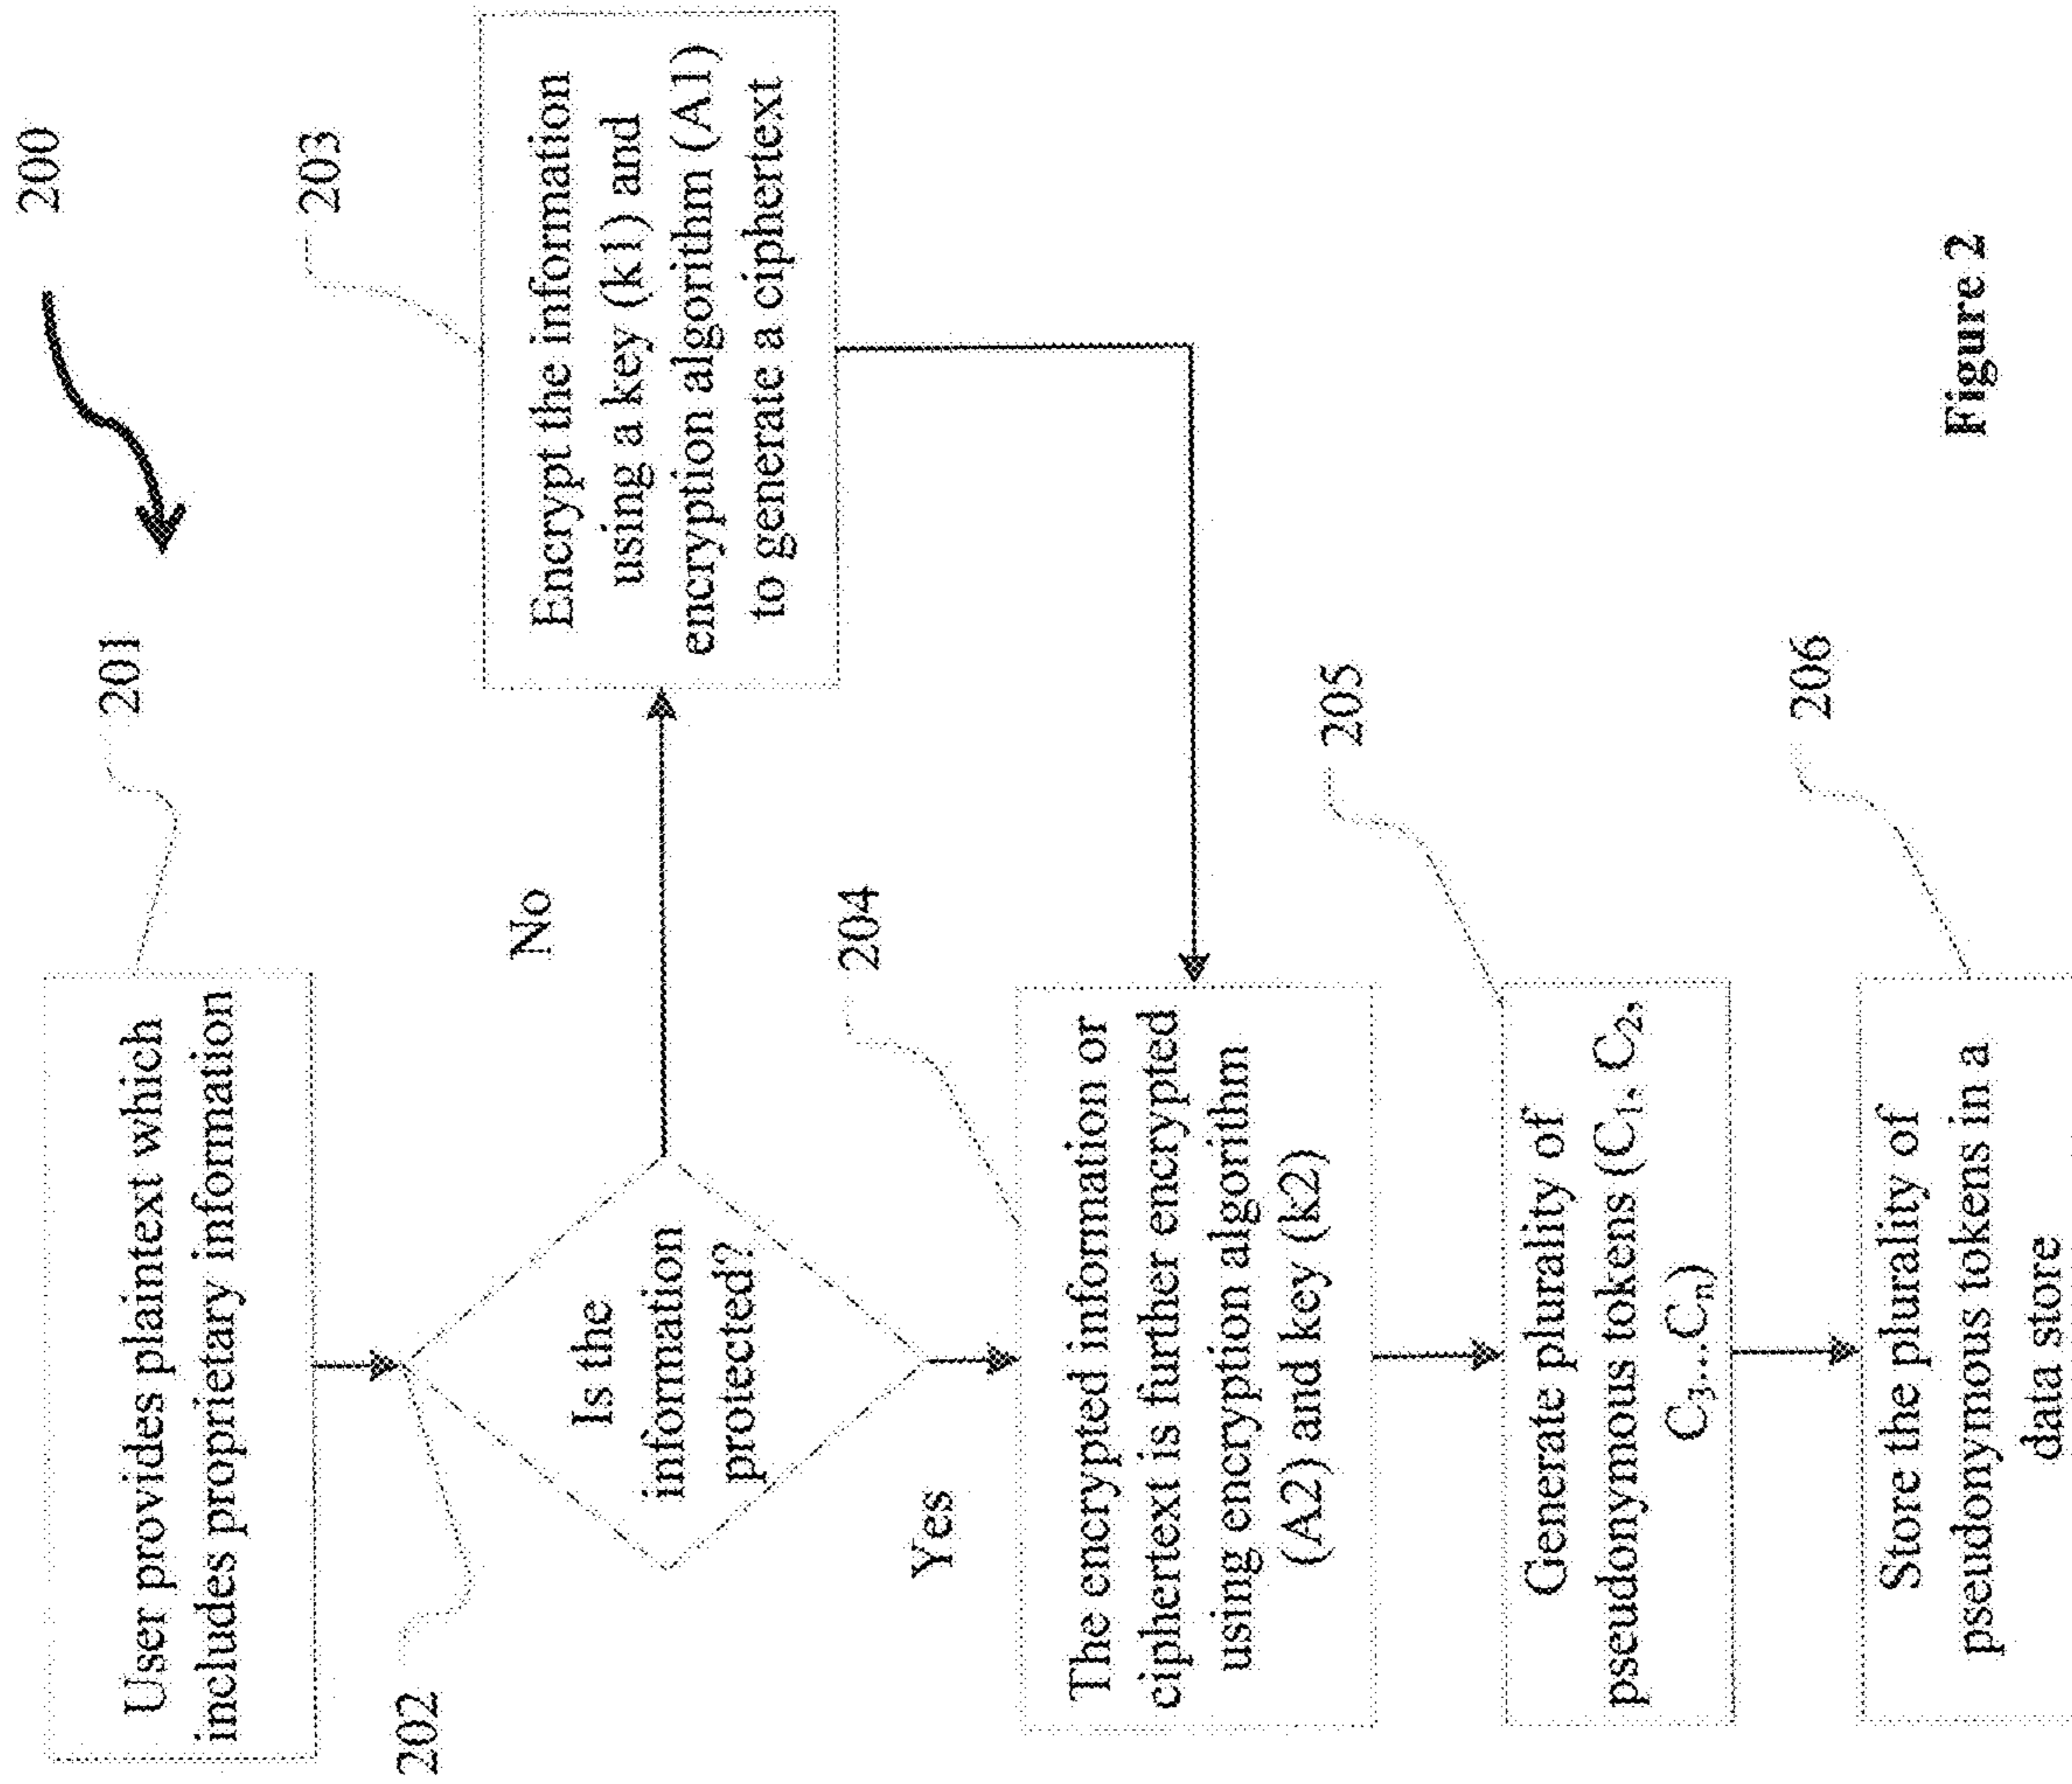 200
201
User provides plaintext which
includes proprietary information
202
Is the
information
protected?
No
Yes
203
Encrypt the information
using a key (k1) and
encryption algorithm (A1)
to generate a ciphertext
204
The encrypted information or
ciphertext is further encrypted
using encryption algorithm
(A2) and key (k2)
205
Generate plurality of
pseudonymous tokens (C₁, C₂,
C₃...Cₙ)
206
Store the plurality of
pseudonymous tokens in a
data store
Figure 2